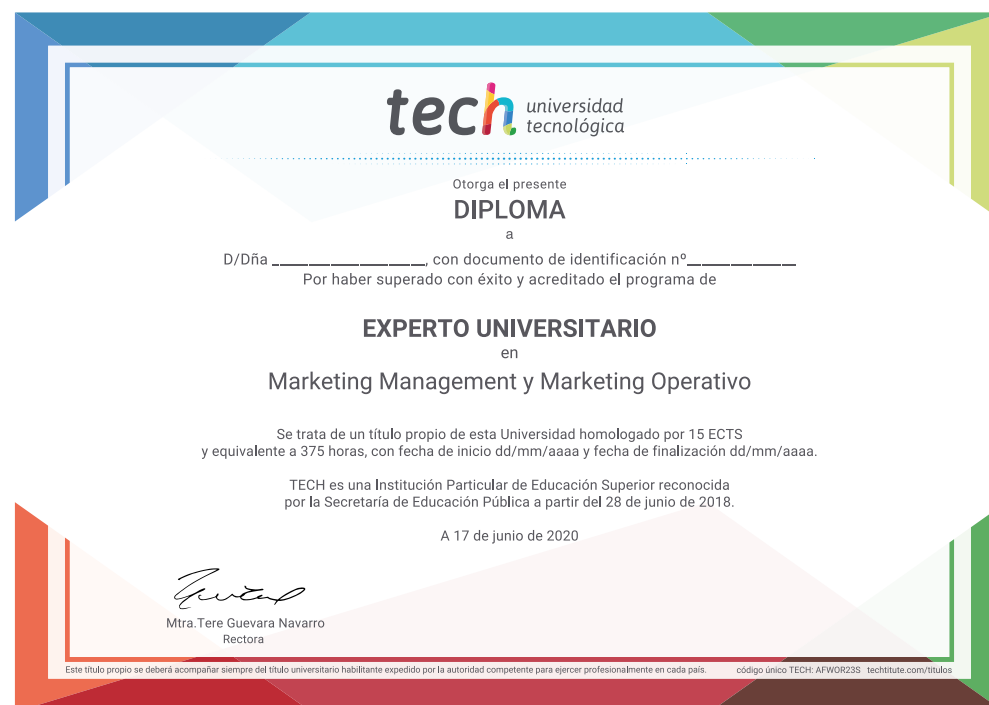 tech universidad
tecnológica
Otorga el presente
DIPLOMA
a
D/Dña ______________________, con documento de identificación nº_______________
Por haber superado con éxito y acreditado el programa de
EXPERTO UNIVERSITARIO
en
Marketing Management y Marketing Operativo
Se trata de un título propio de esta Universidad homologado por 15 ECTS
y equivalente a 375 horas, con fecha de inicio dd/mm/aaaa y fecha de finalización dd/mm/aaaa.
TECH es una Institución Particular de Educación Superior reconocida
por la Secretaría de Educación Pública a partir del 28 de junio de 2018.
A 17 de junio de 2020
Mtra.Tere Guevara Navarro
Rectora
Este título propio se deberá acompañar siempre del título universitario habilitante expedido por la autoridad competente para ejercer profesionalmente en cada país. código único TECH: AFWOR23S techtitute.com/titulos